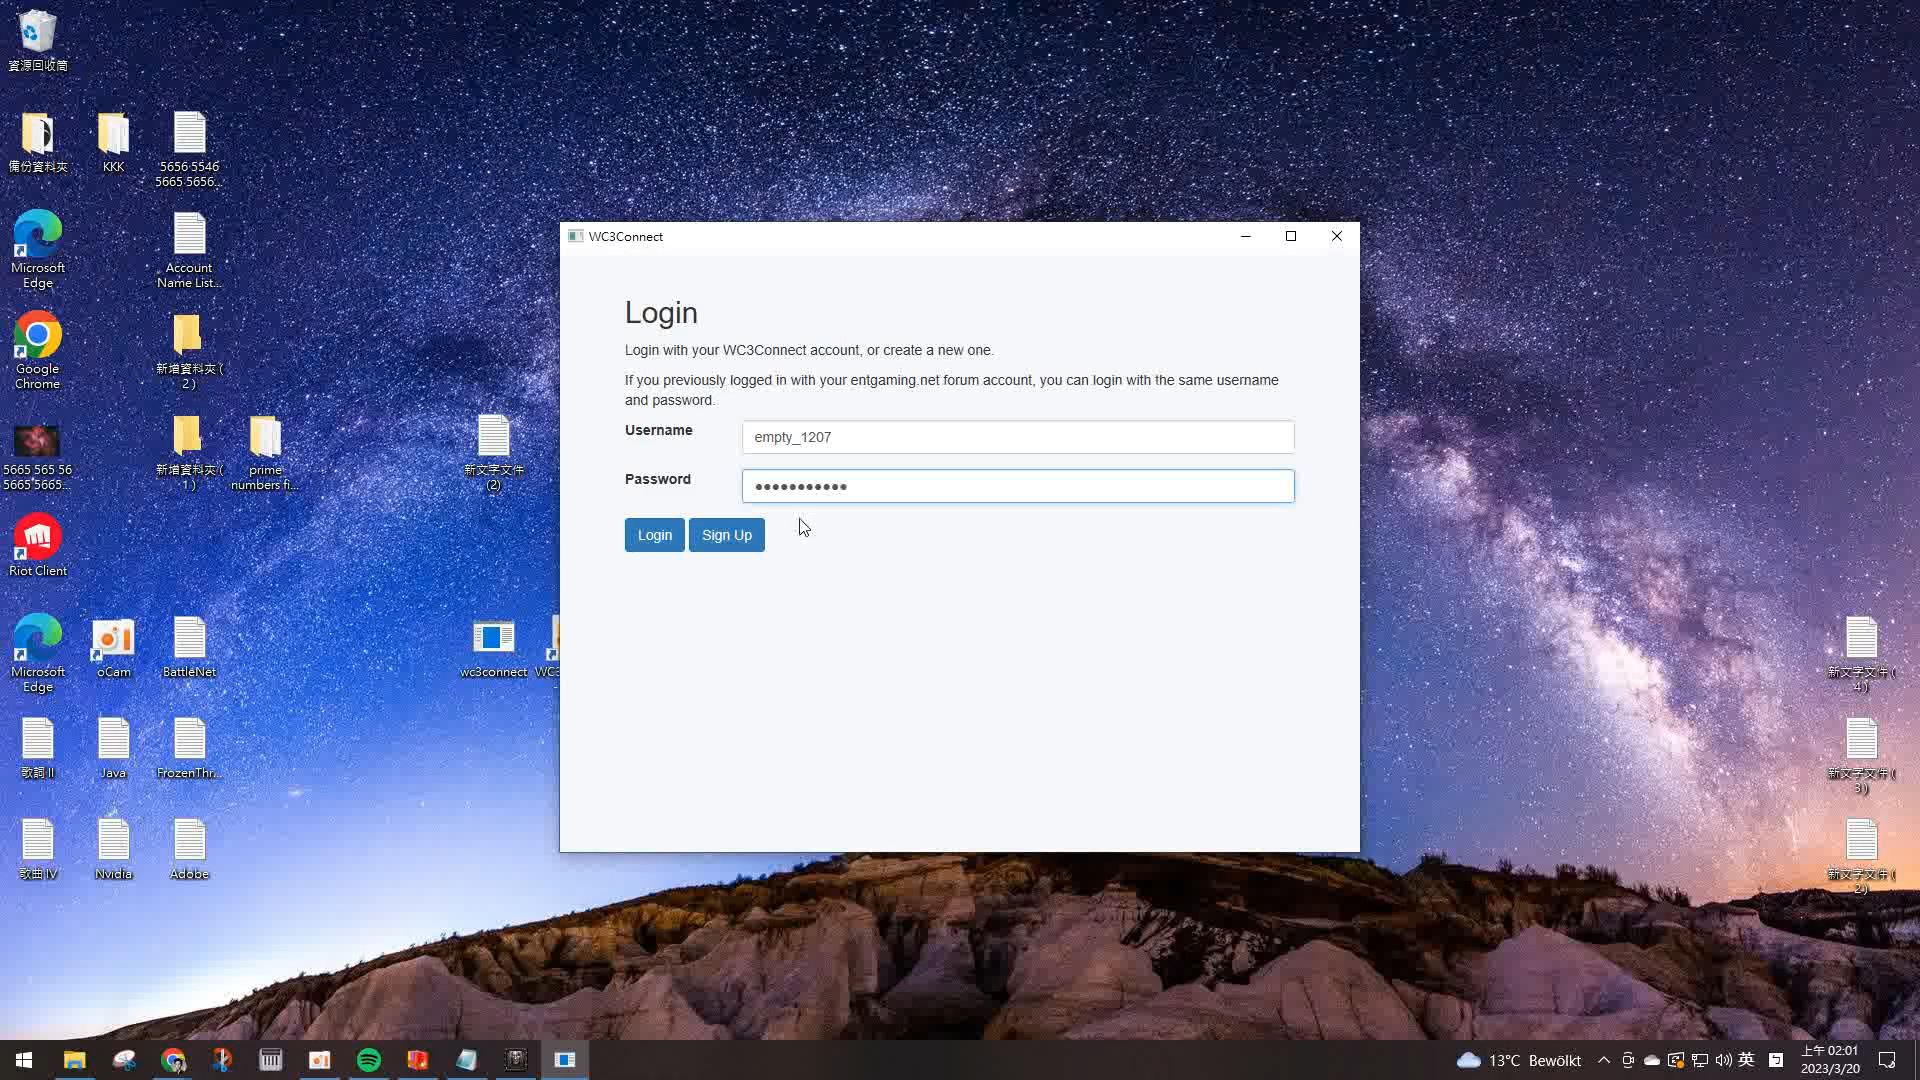 資源回收筒
備份資料夾
KKK
5656 5546
5665 5656...
Microsoft
Edge
Account
Name List...
Google
Chrome
新增資料夾 (
2 )
5665 565 56
5665 5665...
新增資料夾 (
1 )
prime
numbers fi...
新文字文件
(2)
Riot Client
Microsoft
Edge
oCam
BattleNet
wc3connect
WC3
歌詞 II
Java
FrozenThr...
歌曲 IV
Nvidia
Adobe
WC3Connect
Login
Login with your WC3Connect account, or create a new one.
If you previously logged in with your entgaming.net forum account, you can login with the same username
and password.
Username
empty_1207
Password
Login
Sign Up
新文字文件 (
4 )
新文字文件 (
3 )
新文字文件 (
2 )
13°C Bewölkt
英
上午 02:01
2023/3/20